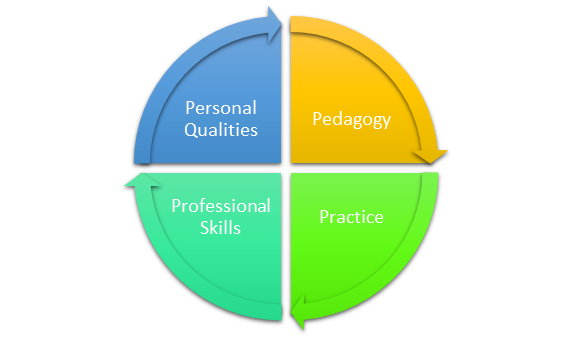 Personal
Qualities
Pedagogy
Professional
Skills
Practice